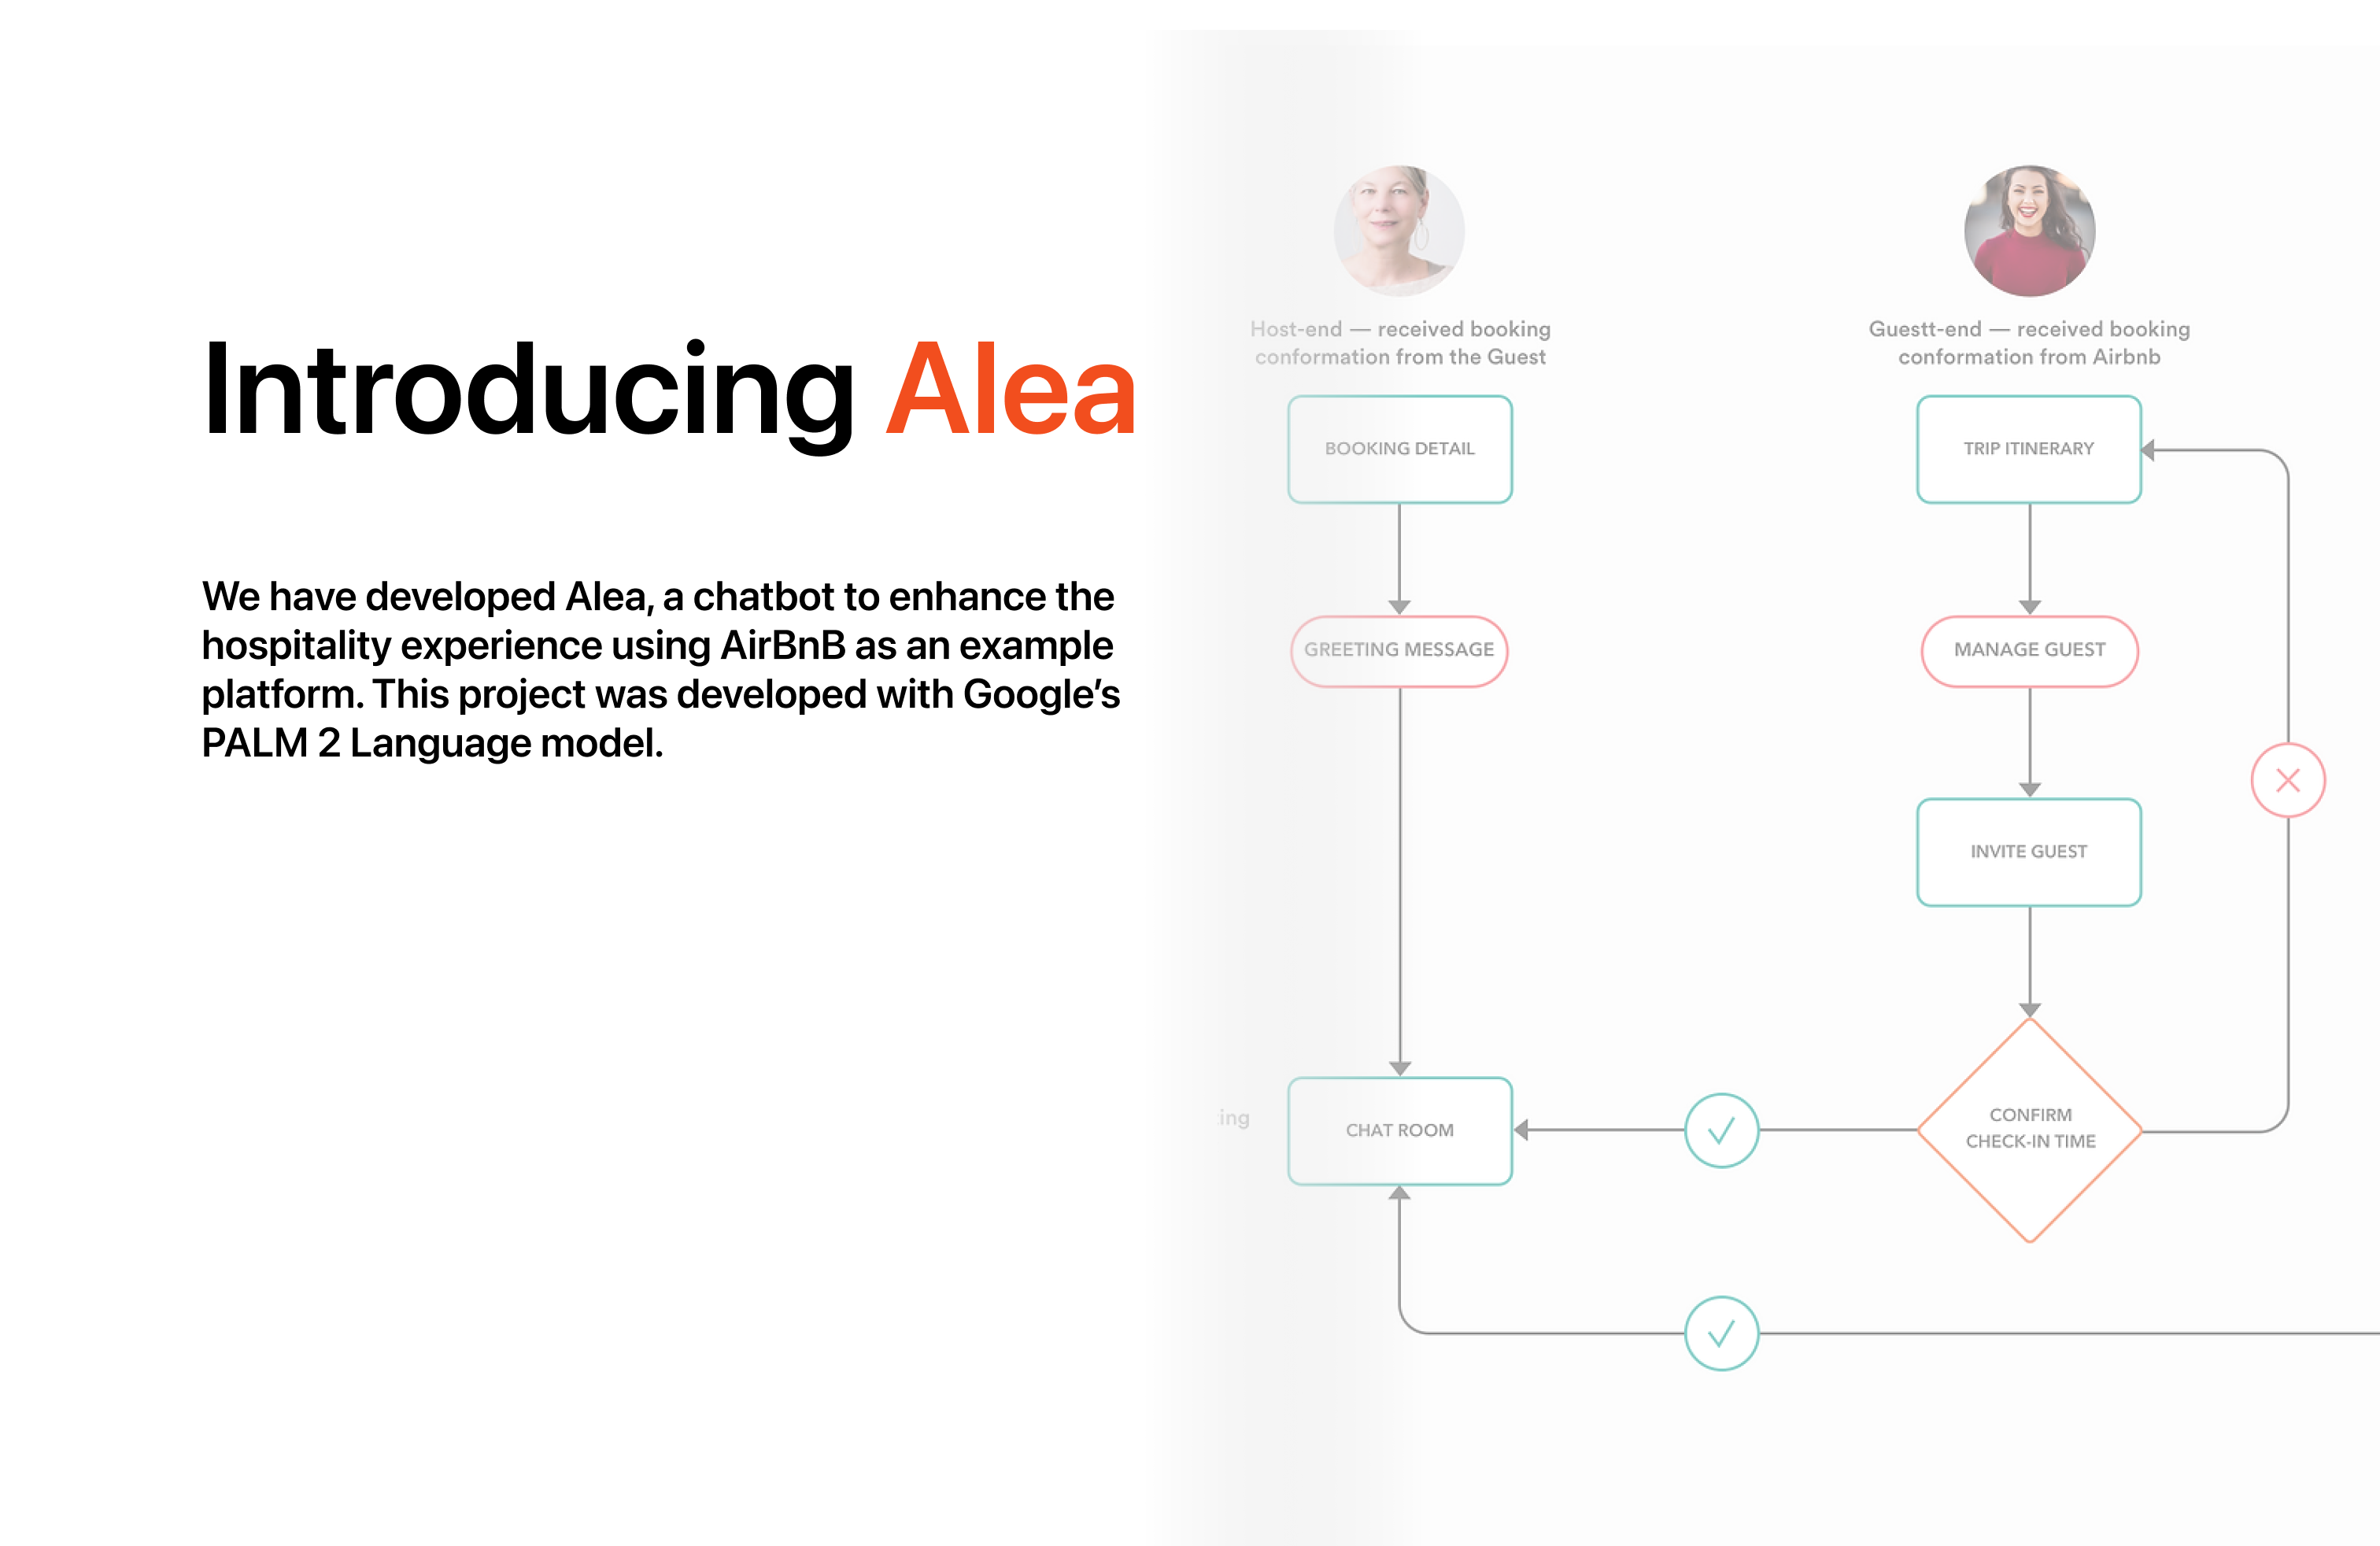 Introducing Alea
We have developed Alea, a chatbot to enhance the
hospitality experience using AirBnB as an example
platform. This project was developed with Google’s
PALM 2 Language model.
Host-end — received booking
conformation from the Guest
BOOKING DETAIL
GREETING MESSAGE
CHAT ROOM
Guestt-end — received booking
conformation from Airbnb
TRIP ITINERARY
MANAGE GUEST
INVITE GUEST
CONFIRM
CHECK-IN TIME